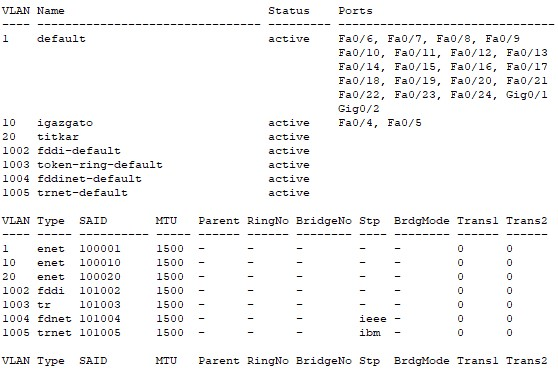 VLAN Name                             Status    Ports
---- -------------------------------- --------- -------------------------------
1    default                          active    Fa0/6, Fa0/7, Fa0/8, Fa0/9
                                                Fa0/10, Fa0/11, Fa0/12, Fa0/13
                                                Fa0/14, Fa0/15, Fa0/16, Fa0/17
                                                Fa0/18, Fa0/19, Fa0/20, Fa0/21
                                                Fa0/22, Fa0/23, Fa0/24, Gig0/1
                                                Gig0/2
10   igazgato                         active    Fa0/4, Fa0/5
20   titkar                           active
1002 fddi-default                     active
1003 token-ring-default               active
1004 fddinet-default                  active
1005 trnet-default                    active
VLAN Type  SAID       MTU   Parent RingNo BridgeNo Stp  BrdgMode Trans1 Trans2
---- ----- ---------- ----- ------ ------ -------- ---- -------- ------ ------
1    enet  100001     1500  -      -      -        -    -        0      0
10   enet  100010     1500  -      -      -        -    -        0      0
20   enet  100020     1500  -      -      -        -    -        0      0
1002 fddi  101002     1500  -      -      -        -    -        0      0
1003 tr    101003     1500  -      -      -        -    -        0      0
1004 fdnet 101004     1500  -      -      -        ieee -        0      0
1005 trnet 101005     1500  -      -      -        ibm  -        0      0
VLAN Type  SAID       MTU   Parent RingNo BridgeNo Stp  BrdgMode Trans1 Trans2